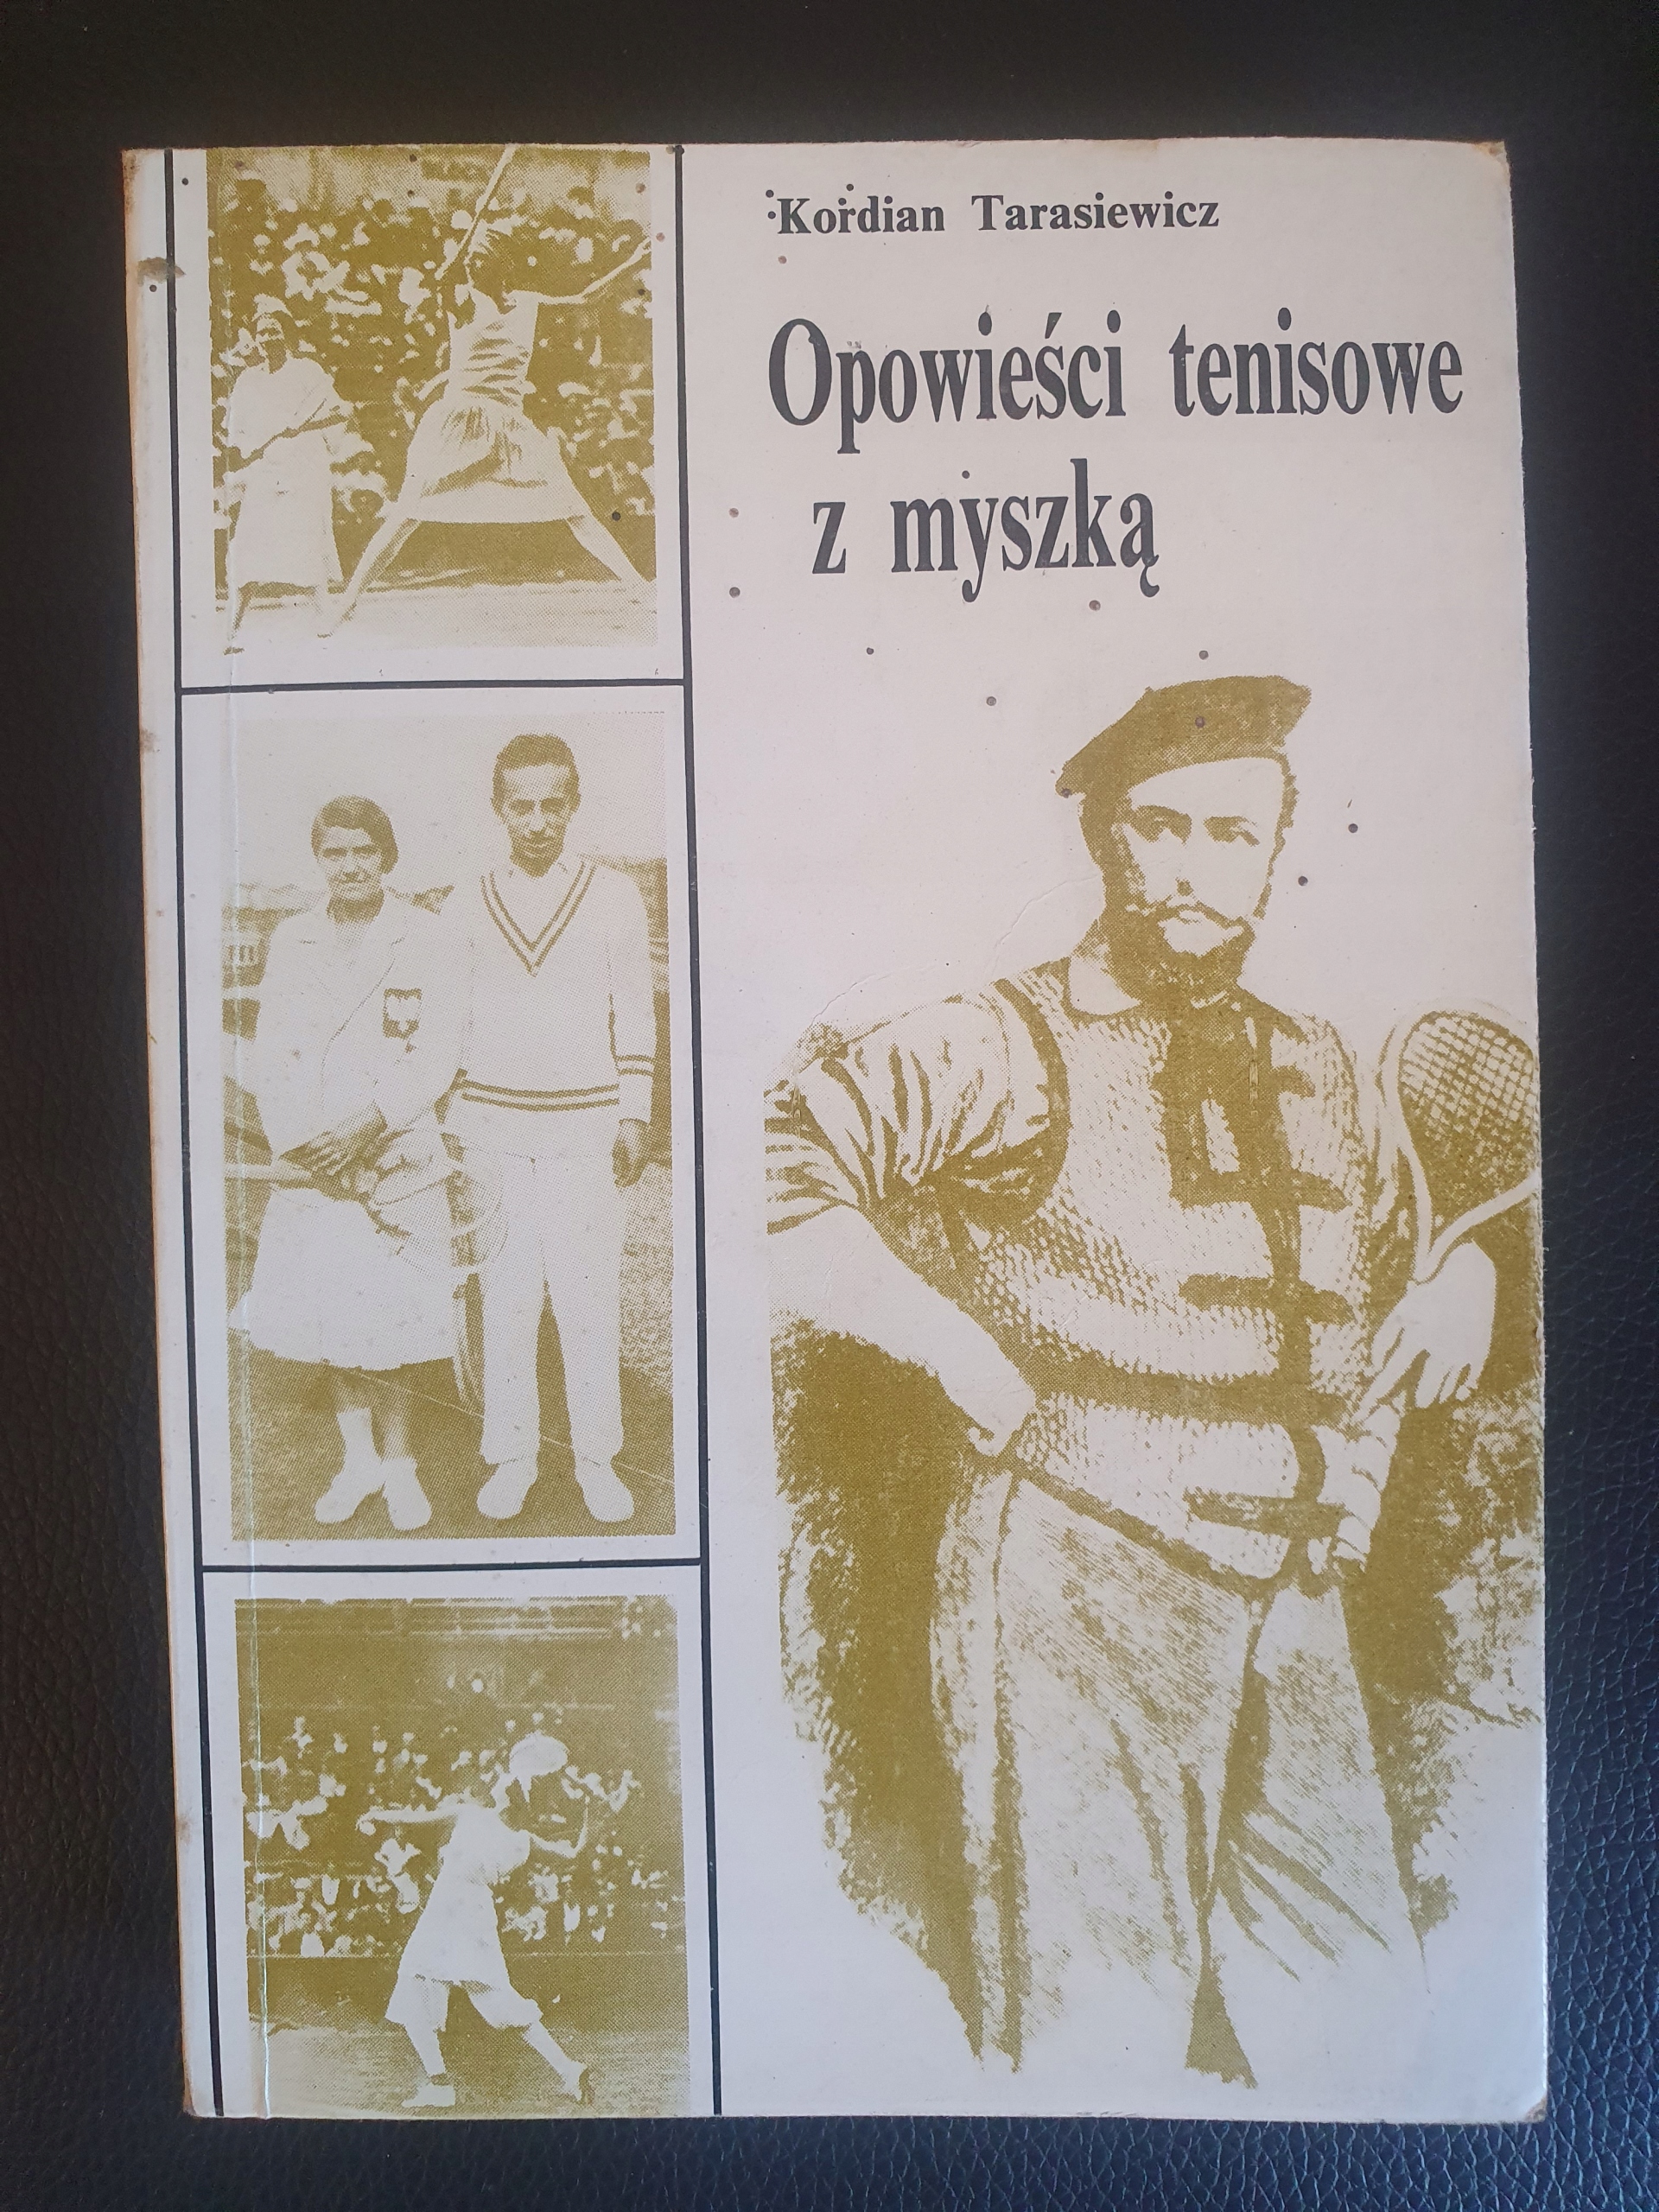 Kordian Tarasiewicz
Opowieści tenisowe
z myszką